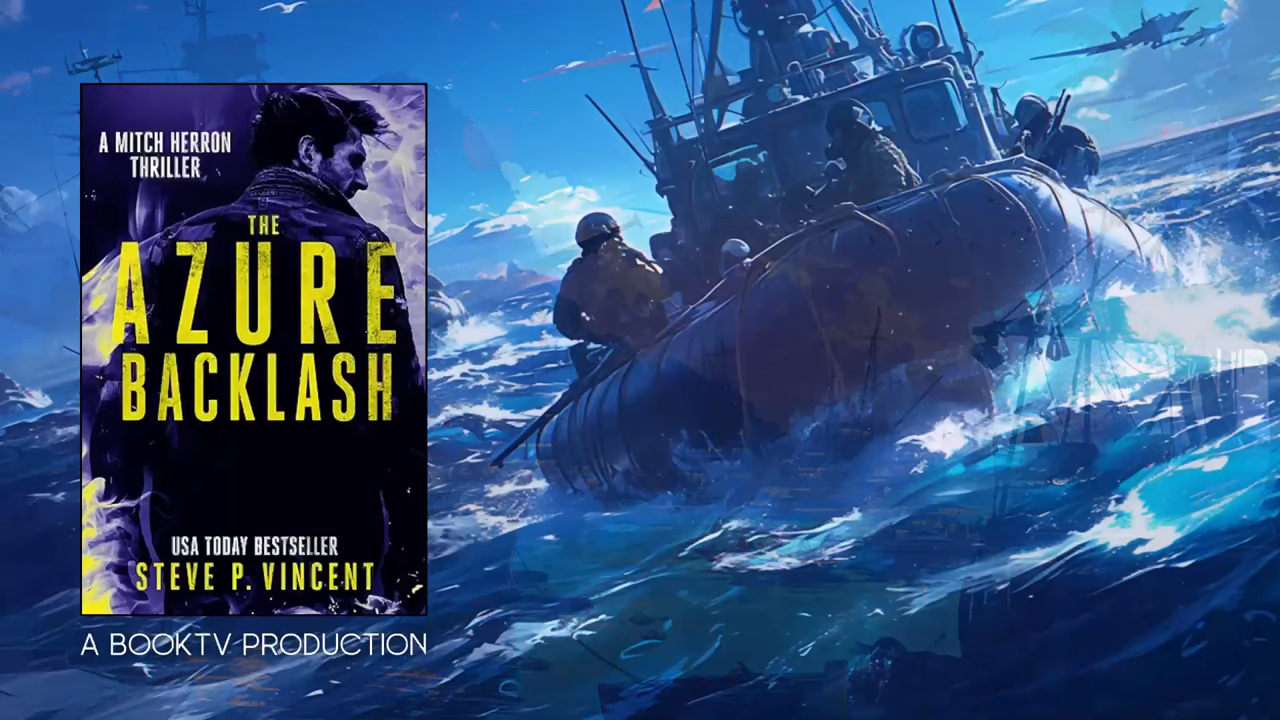 A MITCH HERRON
THRILLER
THE
AZURE
BACKLASH
USA TODAY BESTSELLER
STEVE P. VINCENT
A BOOKTV PRODUCTION